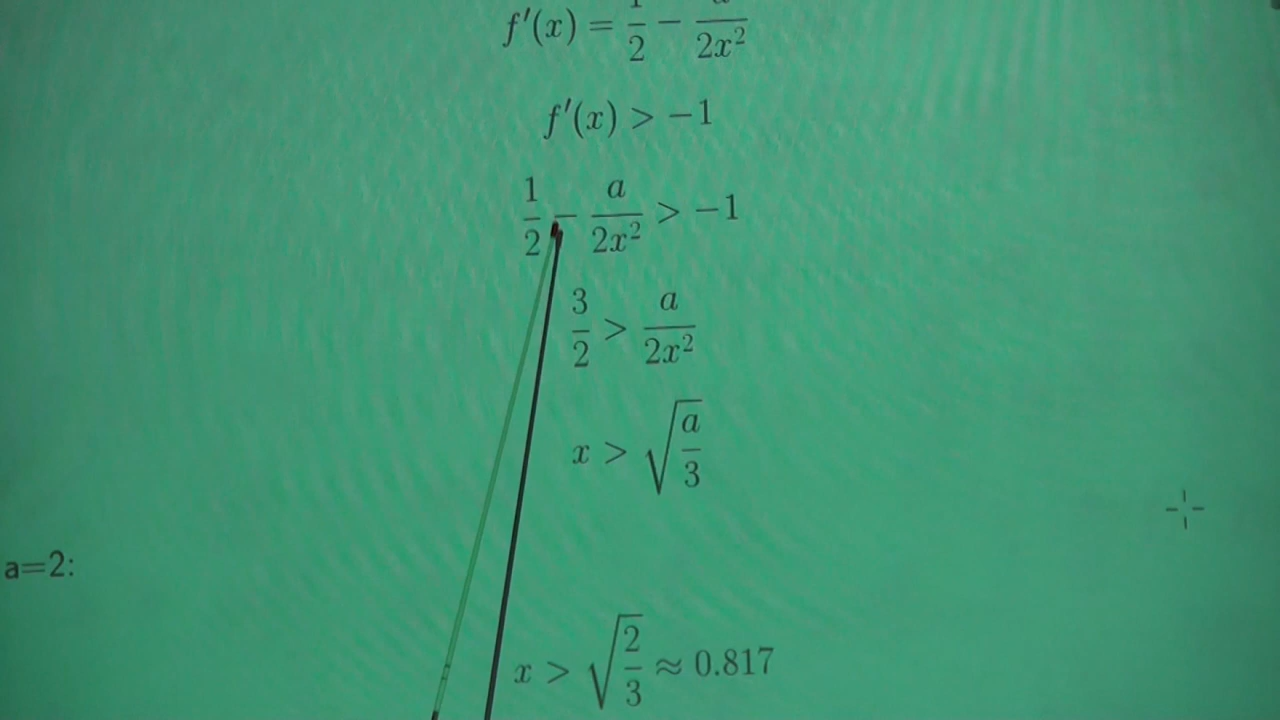 f'(x) = 1/2 − a/2x²
f'(x) > −1
1/2 − a/2x² > −1
3/2 > a/2x²
x > √(a/3)
a=2:
x > √(2/3) ≈ 0.817